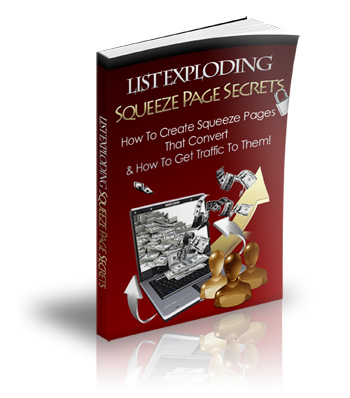 LIST EXPLODING
SQUEEZE PAGE SECRETS
How To Create Squeeze Pages
That Convert
& How To Get Traffic To Them!
LIST EXPLODING SQUEEZE PAGE SECRETS